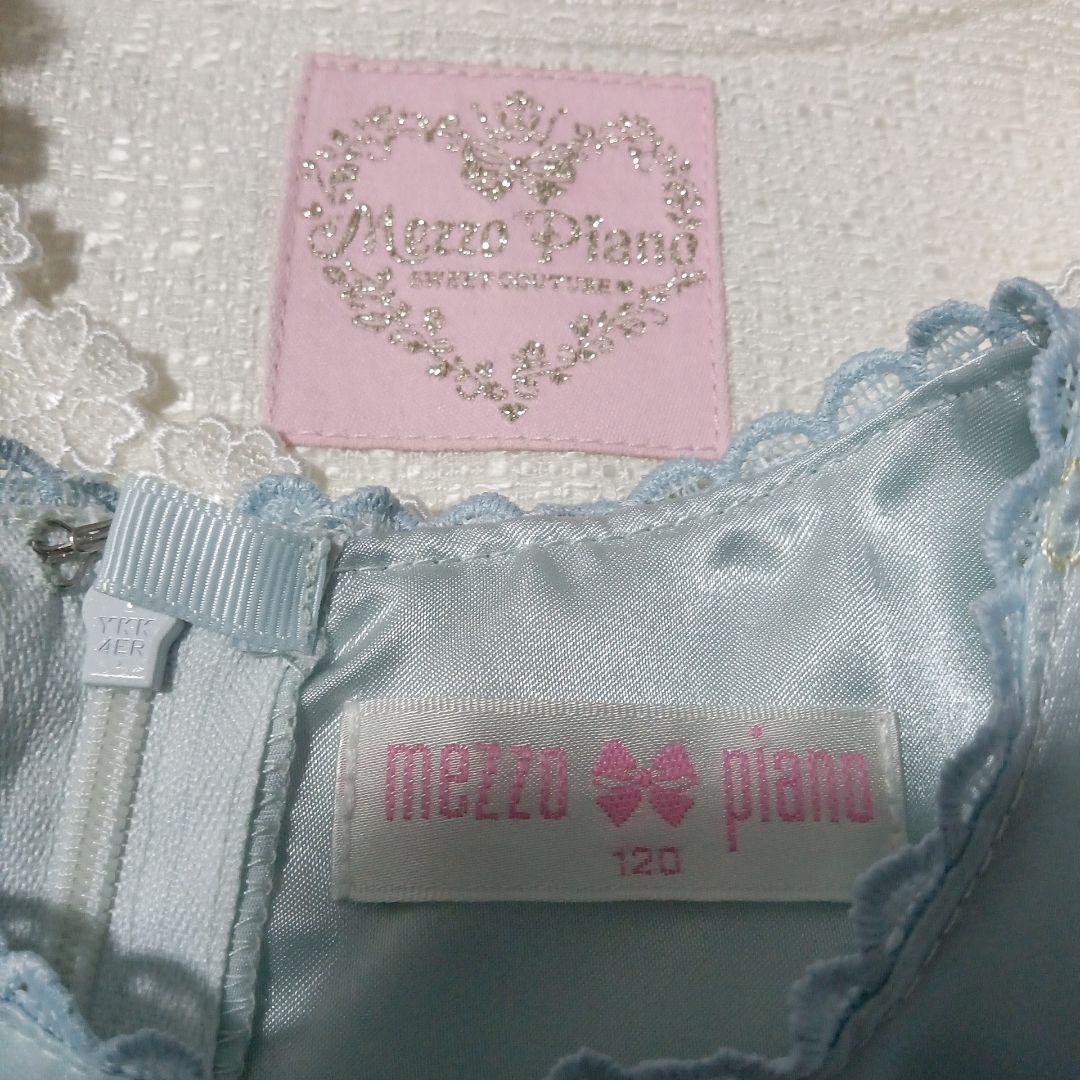 Mezzo Piano
SWEET COUTURE
YKK
4ER
mezzo piano
120